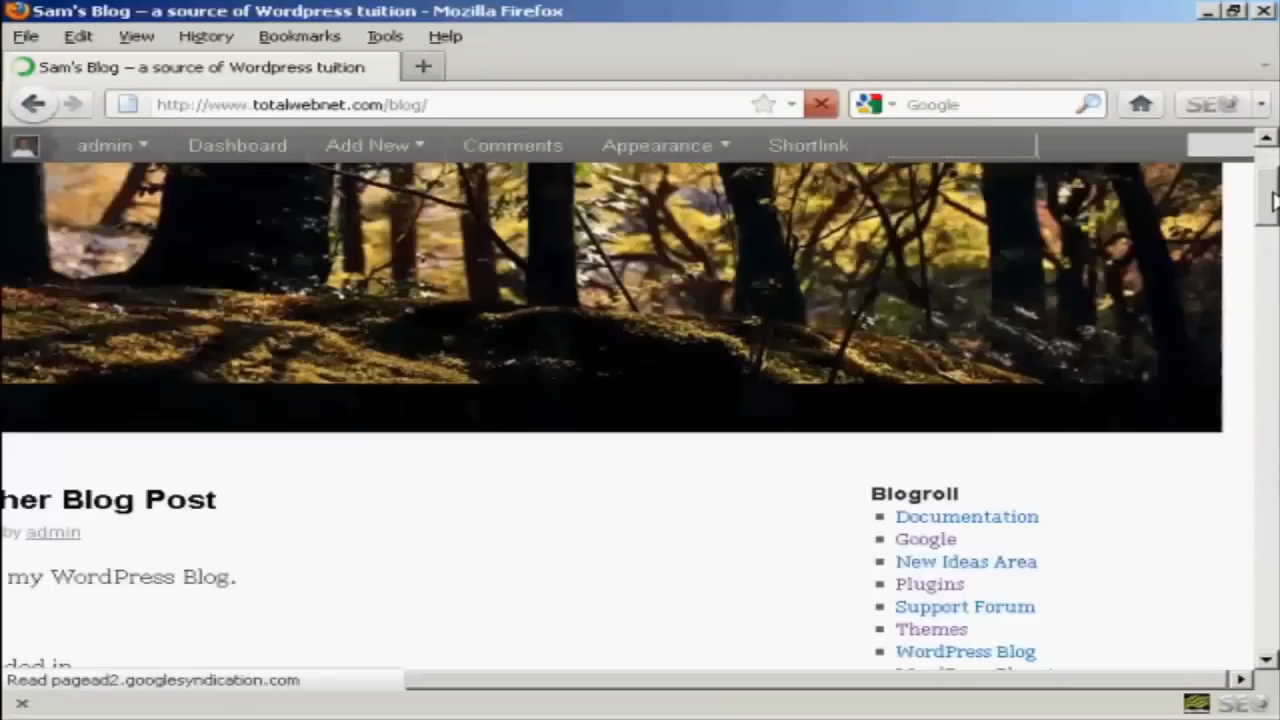 Sam's Blog – a source of Wordpress tuition - Mozilla Firefox
File Edit View History Bookmarks Tools Help
Sam's Blog – a source of Wordpress tuition
http://www.totalwebnet.com/blog/
Google
SEO
admin Dashboard Add New Comments Appearance Shortlink
her Blog Post
by admin
my WordPress Blog.
Blogroll
Documentation
Google
New Ideas Area
Plugins
Support Forum
Themes
WordPress Blog
Read pagead2.googlesyndication.com
SEO